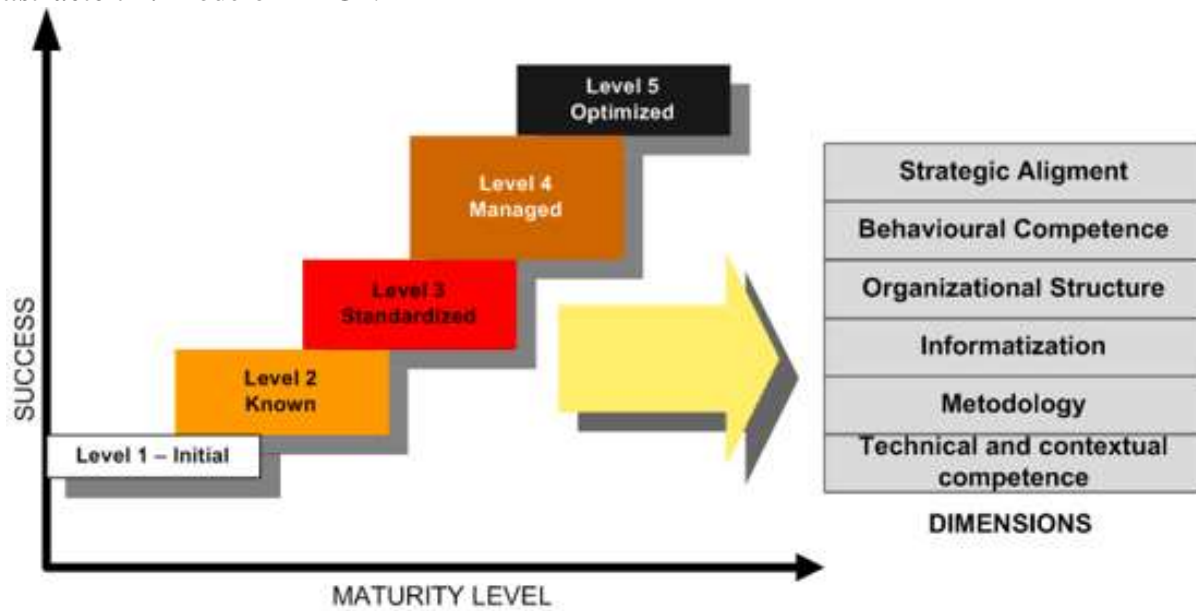 Level 5
Optimized
Level 4
Managed
Level 3
Standardized
Level 2
Known
Level 1 – Initial
SUCCESS
MATURITY LEVEL
Strategic Aligment
Behavioural Competence
Organizational Structure
Informatization
Metodology
Technical and contextual
competence
DIMENSIONS